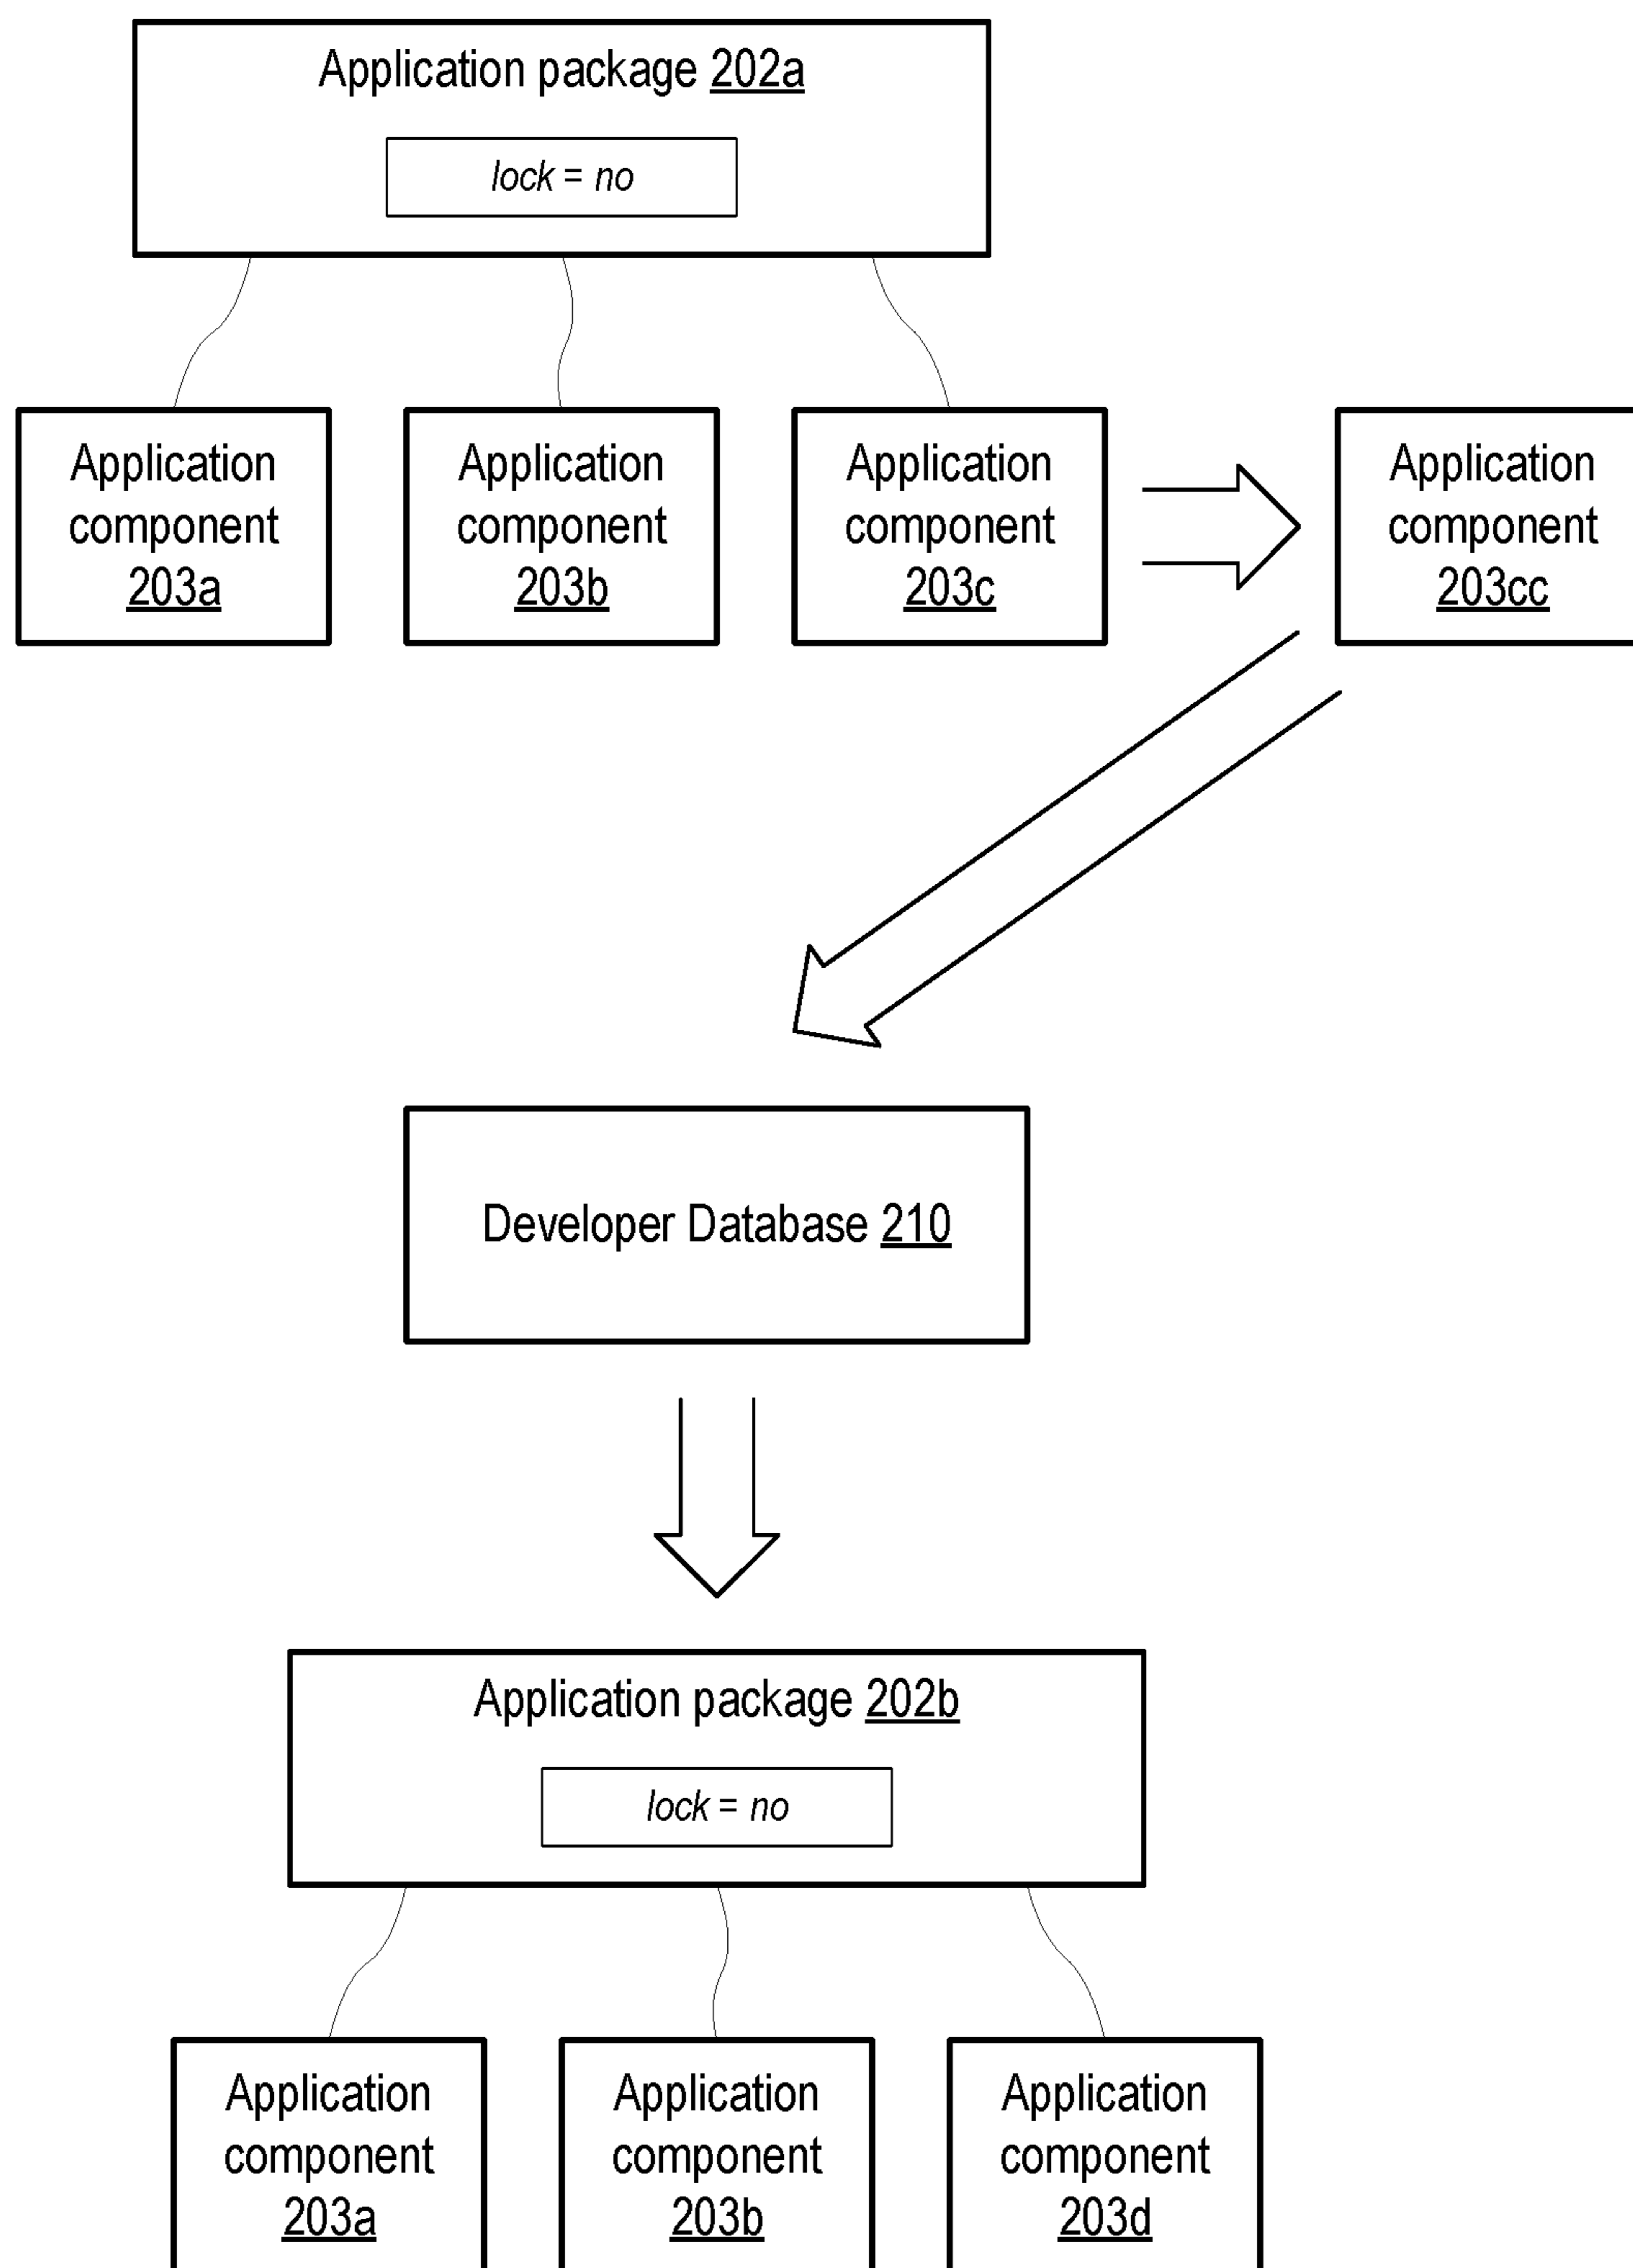 Application package 202a
lock = no
Application
component
203a
Application
component
203b
Application
component
203c
Application
component
203cc
Developer Database 210
Application package 202b
lock = no
Application
component
203a
Application
component
203b
Application
component
203d